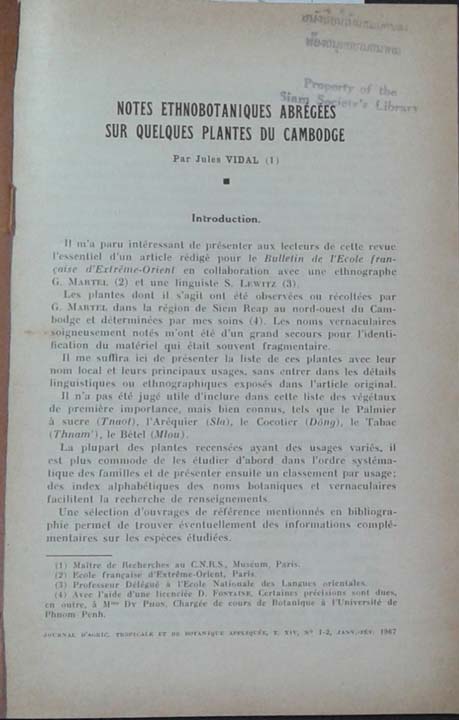 Property of the
Siam Society's Library
NOTES ETHNOBOTANIQUES ABRÉGÉES
SUR QUELQUES PLANTES DU CAMBODGE
Par Jules VIDAL (1)
Introduction.
Il m'a paru intéressant de présenter aux lecteurs de cette revue
l'essentiel d'un article rédigé pour le Bulletin de l'Ecole fran-
çaise d'Extrême-Orient en collaboration avec une ethnographe
G. MARTEL (2) et une linguiste S. LEWITZ (3).
Les plantes dont il s'agit ont été observées ou récoltées par
G. MARTEL dans la région de Siem Reap au nord-ouest du Cam-
bodge et déterminées par mes soins (4). Les noms vernaculaires
soigneusement notés m'ont été d'un grand secours pour l'identi-
fication du matériel qui était souvent fragmentaire.
Il me suffira ici de présenter la liste de ces plantes avec leur
nom local et leurs principaux usages, sans entrer dans les détails
linguistiques ou ethnographiques exposés dans l'article original.
Il n'a pas été jugé utile d'inclure dans cette liste des végétaux
de première importance, mais bien connus, tels que le Palmier
à sucre (Tnaot), l'Aréquier (Sla), le Cocotier (Dông), le Tabac
(Thnam'), le Bétel (Mlou).
La plupart des plantes recensées ayant des usages variés, il
est plus commode de les étudier d'abord dans l'ordre systéma-
tique des familles et de présenter ensuite un classement par usage;
des index alphabétiques des noms botaniques et vernaculaires
facilitent la recherche de renseignements.
Une sélection d'ouvrages de référence mentionnés en bibliogra-
phie permet de trouver éventuellement des informations complé-
mentaires sur les espèces étudiées.
(1) Maître de Recherches au C.N.R.S., Muséum, Paris.
(2) Ecole française d'Extrême-Orient, Paris.
(3) Professeur Délégué à l'Ecole Nationale des Langues orientales.
(4) Avec l'aide d'une licenciée D. FONTAINE. Certaines précisions sont dues,
en outre, à Mme DY PHON, Chargée de cours de Botanique à l'Université de
Phnom Penh.
JOURNAL D'AGRIC. TROPICALE ET DE BOTANIQUE APPLIQUÉE, T. XIV, N° 1-2, JANV.-FÉV. 1967